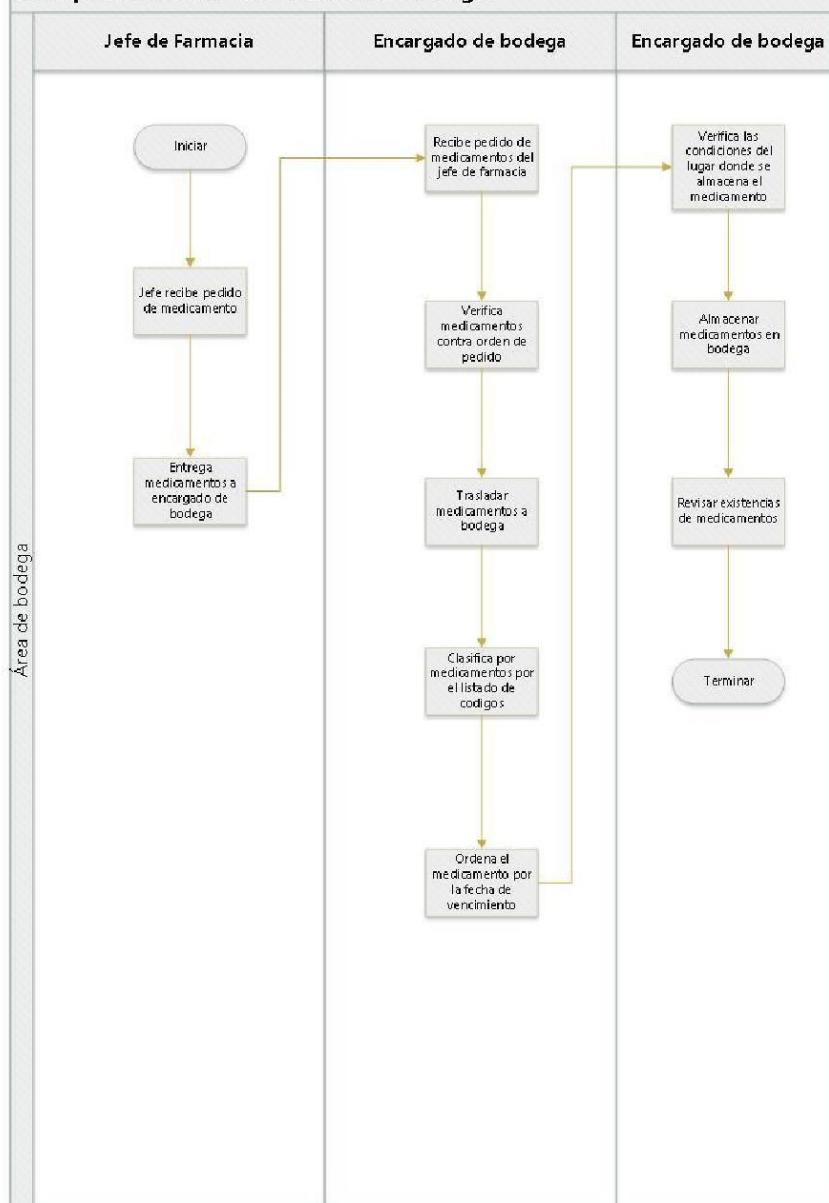 Jefe de Farmacia
Encargado de bodega
Encargado de bodega
Área de bodega
Iniciar
Jefe recibe pedido
de medicamento
Entrega
medicamentos a
encargado de
bodega
Recibe pedido de
medicamentos del
jefe de farmacia
Verifica
medicamentos
contra orden de
pedido
Trasladar
medicamentos a
bodega
Clasifica por
medicamentos por
el listado de
codigos
Ordena el
medicamento por
la fecha de
vencimiento
Verifica las
condiciones del
lugar donde se
almacena el
medicamento
Almacenar
medicamentos en
bodega
Revisar existencias
de medicamentos
Terminar